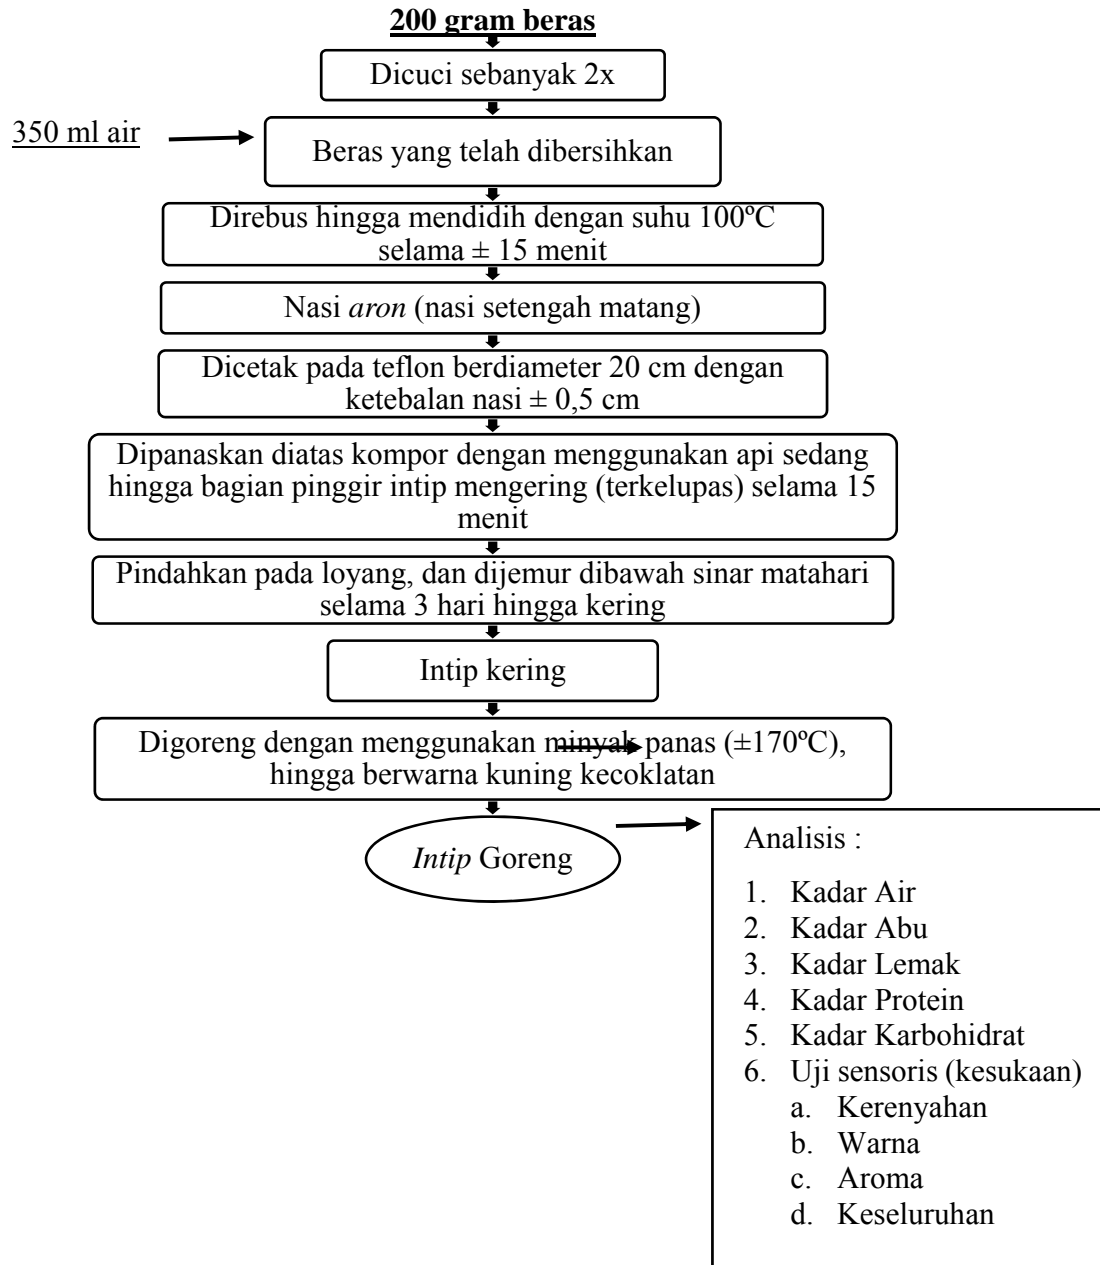 200 gram beras
Dicuci sebanyak 2x
350 ml air
Beras yang telah dibersihkan
Direbus hingga mendidih dengan suhu 100ºC
selama ± 15 menit
Nasi aron (nasi setengah matang)
Dicetak pada teflon berdiameter 20 cm dengan
ketebalan nasi ± 0,5 cm
Dipanaskan diatas kompor dengan menggunakan api sedang
hingga bagian pinggir intip mengering (terkelupas) selama 15
menit
Pindahkan pada loyang, dan dijemur dibawah sinar matahari
selama 3 hari hingga kering
Intip kering
Digoreng dengan menggunakan minyak panas (±170ºC),
hingga berwarna kuning kecoklatan
Intip Goreng
Analisis :
1. Kadar Air
2. Kadar Abu
3. Kadar Lemak
4. Kadar Protein
5. Kadar Karbohidrat
6. Uji sensoris (kesukaan)
a. Kerenyahan
b. Warna
c. Aroma
d. Keseluruhan